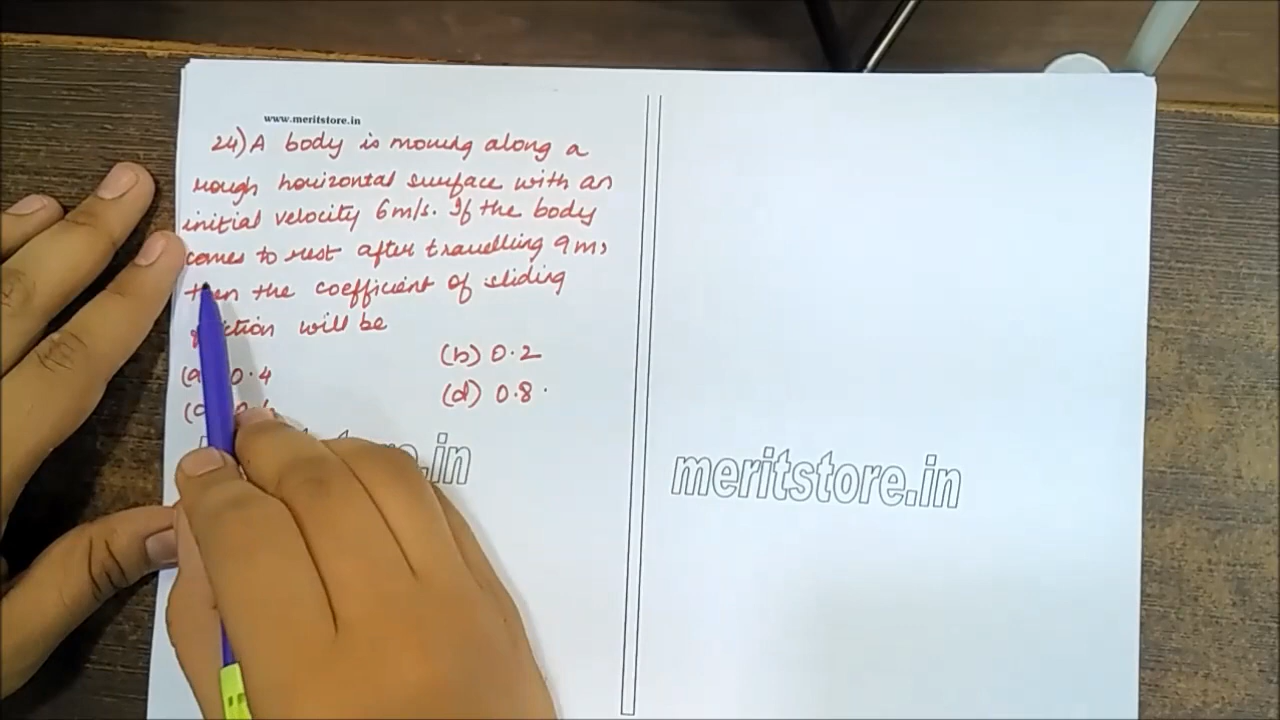 www.meritstore.in
24) A body is moving along a
rough horizontal surface with an
initial velocity 6m/s. If the body
comes to rest after travelling 9m,
then the coefficient of sliding
friction will be
(a) 0.4 (b) 0.2
(d) 0.8.
.in
meritstore.in